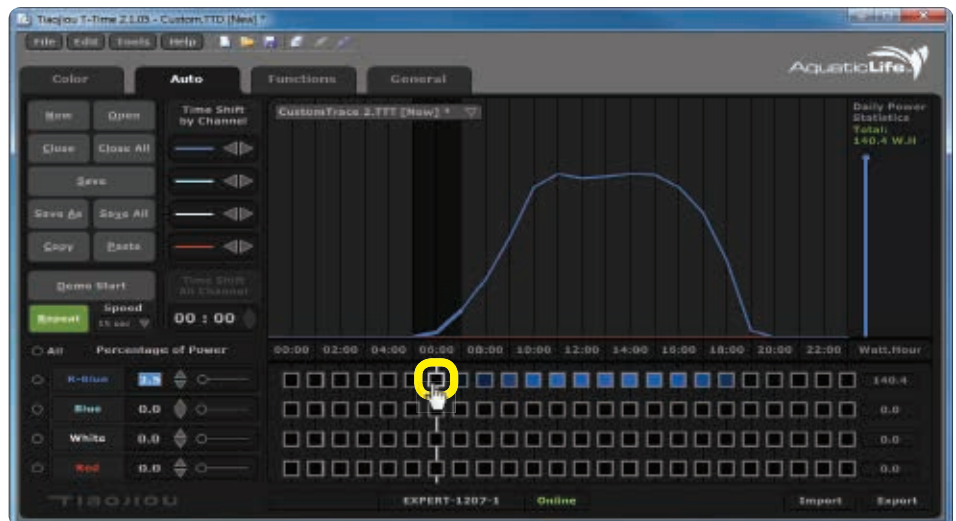 Tiaojiou T-Time 2.1.05 - Custom.TTD [New] *
File Edit Tools Help
AquaticLife
Color Auto Functions General
New Open
Time Shift by Channel
Close Close All
Save
Save As Save All
Copy Paste
Demo Start
Time Shift
All Channel
Repeat Speed
15 sec
00 : 00
CustomTrace 2.TTT [New] *
Daily Power
Statistics
Total:
140.4 W.H
All Percentage of Power
00:00 02:00 04:00 06:00 08:00 10:00 12:00 14:00 16:00 18:00 20:00 22:00 Watt.Hour
R-Blue 3.5 140.4
Blue 0.0 0.0
White 0.0 0.0
Red 0.0 0.0
TIAOJIOU
EXPERT-1207-1 Online Import Export